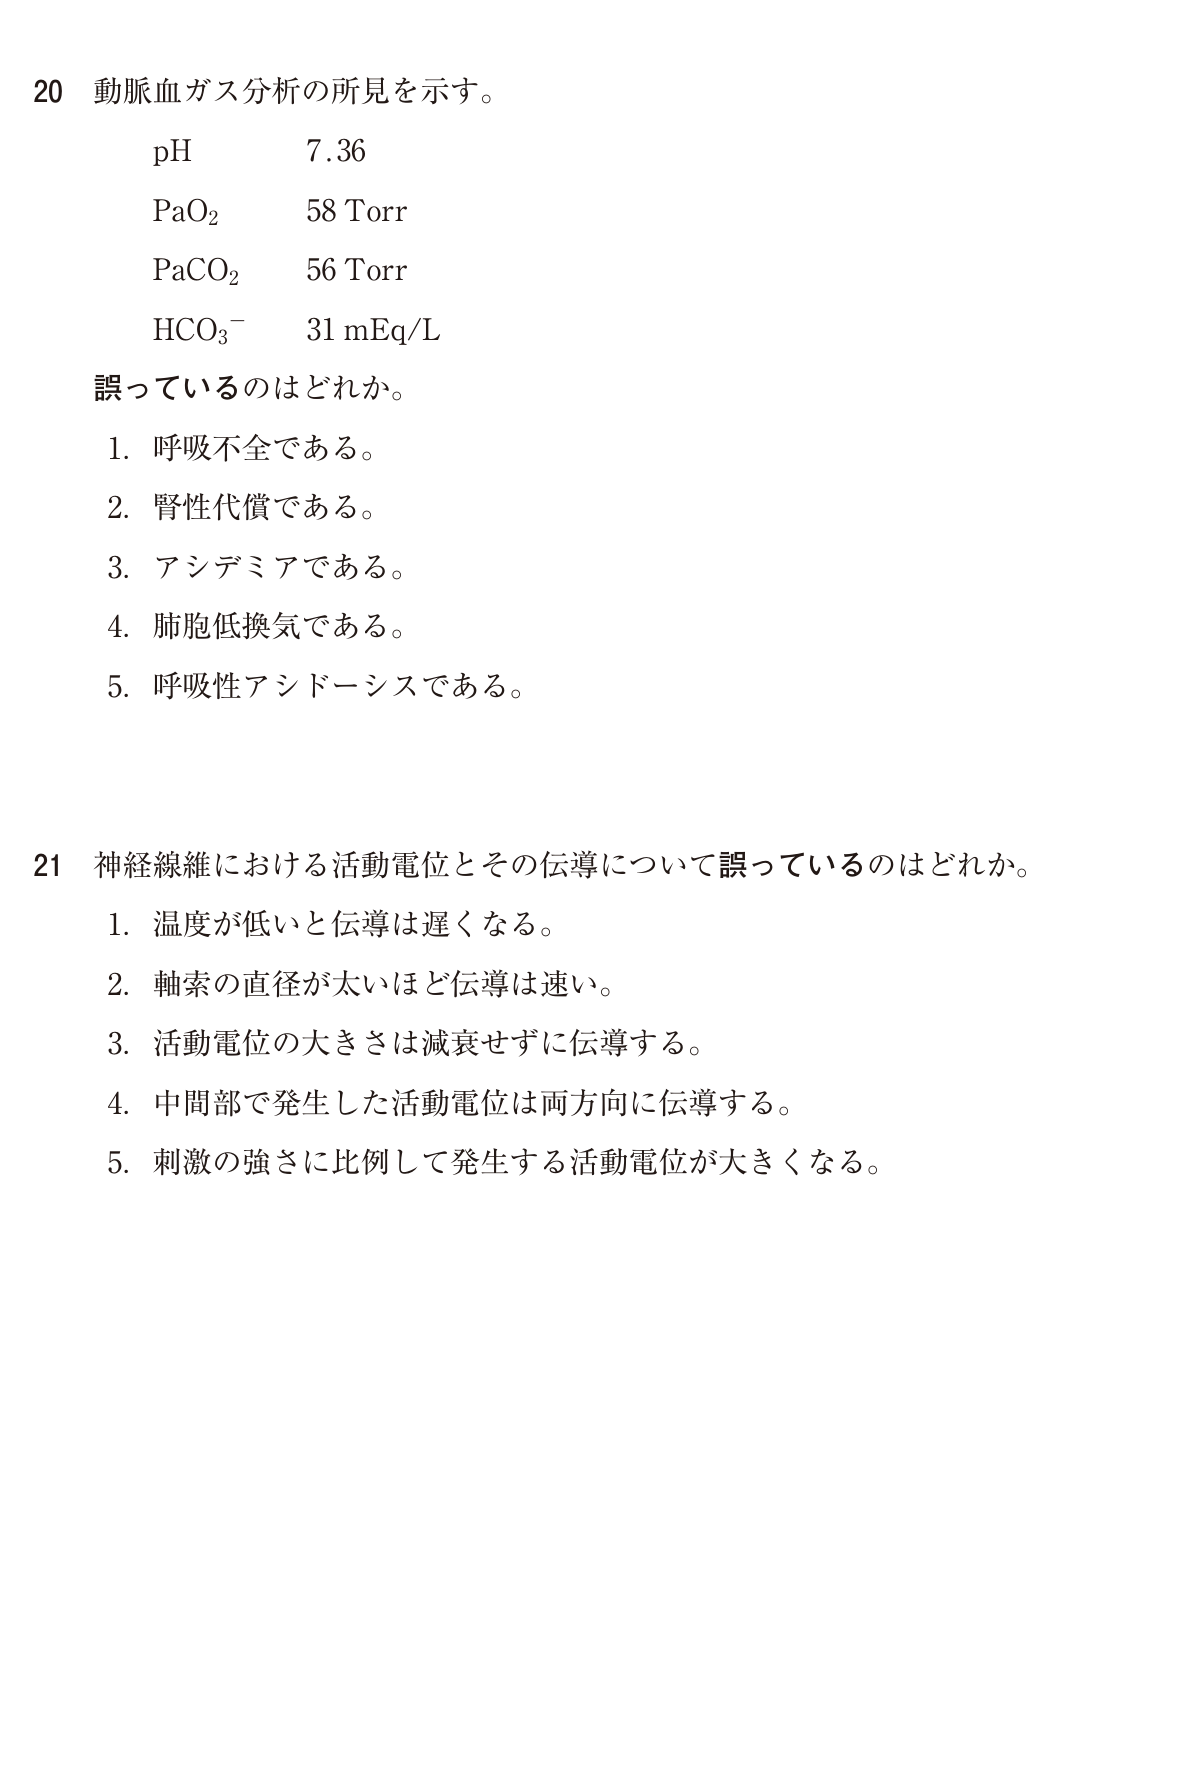 20 動脈血ガス分析の所見を示す。
pH 7.36
PaO₂ 58 Torr
PaCO₂ 56 Torr
HCO₃⁻ 31 mEq/L
誤っているのはどれか。
1. 呼吸不全である。
2. 腎性代償である。
3. アシデミアである。
4. 肺胞低換気である。
5. 呼吸性アシドーシスである。
21 神経線維における活動電位とその伝導について誤っているのはどれか。
1. 温度が低いと伝導は遅くなる。
2. 軸索の直径が太いほど伝導は速い。
3. 活動電位の大きさは減衰せずに伝導する。
4. 中間部で発生した活動電位は両方向に伝導する。
5. 刺激の強さに比例して発生する活動電位が大きくなる。